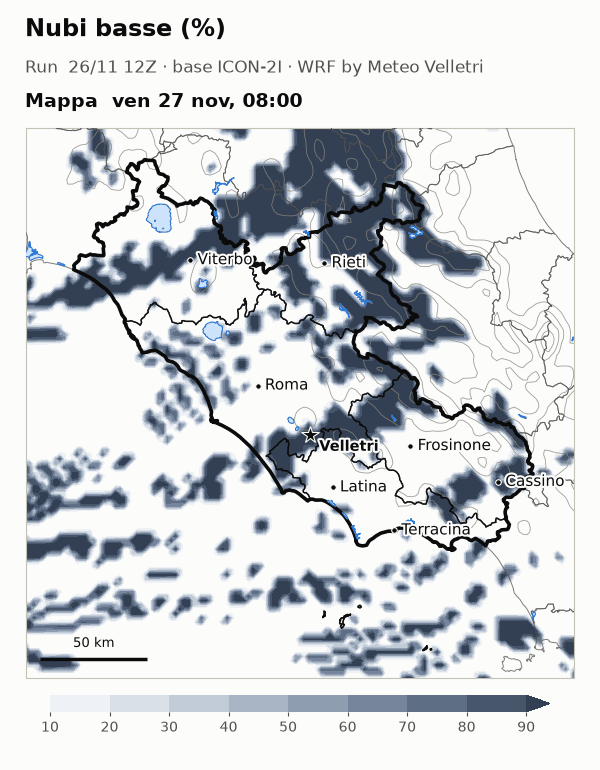 Nubi basse (%)
Run 26/11 12Z · base ICON-2I · WRF by Meteo Velletri
Mappa ven 27 nov, 08:00
Viterbo
Rieti
Roma
Velletri
Frosinone
Latina
Cassino
Terracina
50 km
10 20 30 40 50 60 70 80 90